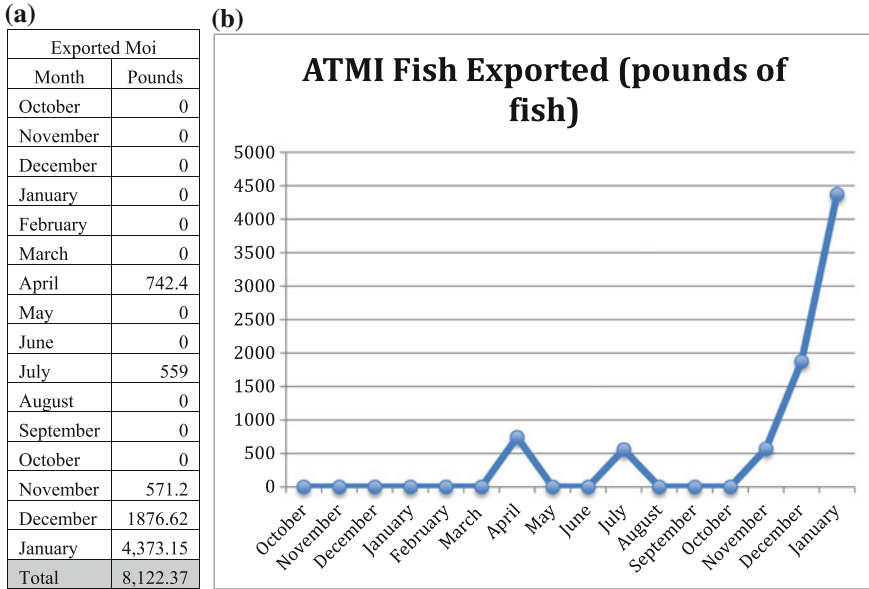 (a)
Exported Moi
Month Pounds
October 0
November 0
December 0
January 0
February 0
March 0
April 742.4
May 0
June 0
July 559
August 0
September 0
October 0
November 571.2
December 1876.62
January 4,373.15
Total 8,122.37
(b)
ATMI Fish Exported (pounds of
fish)
5000
4500
4000
3500
3000
2500
2000
1500
1000
500
0
October
November
December
January
February
March
April
May
June
July
August
September
October
November
December
January